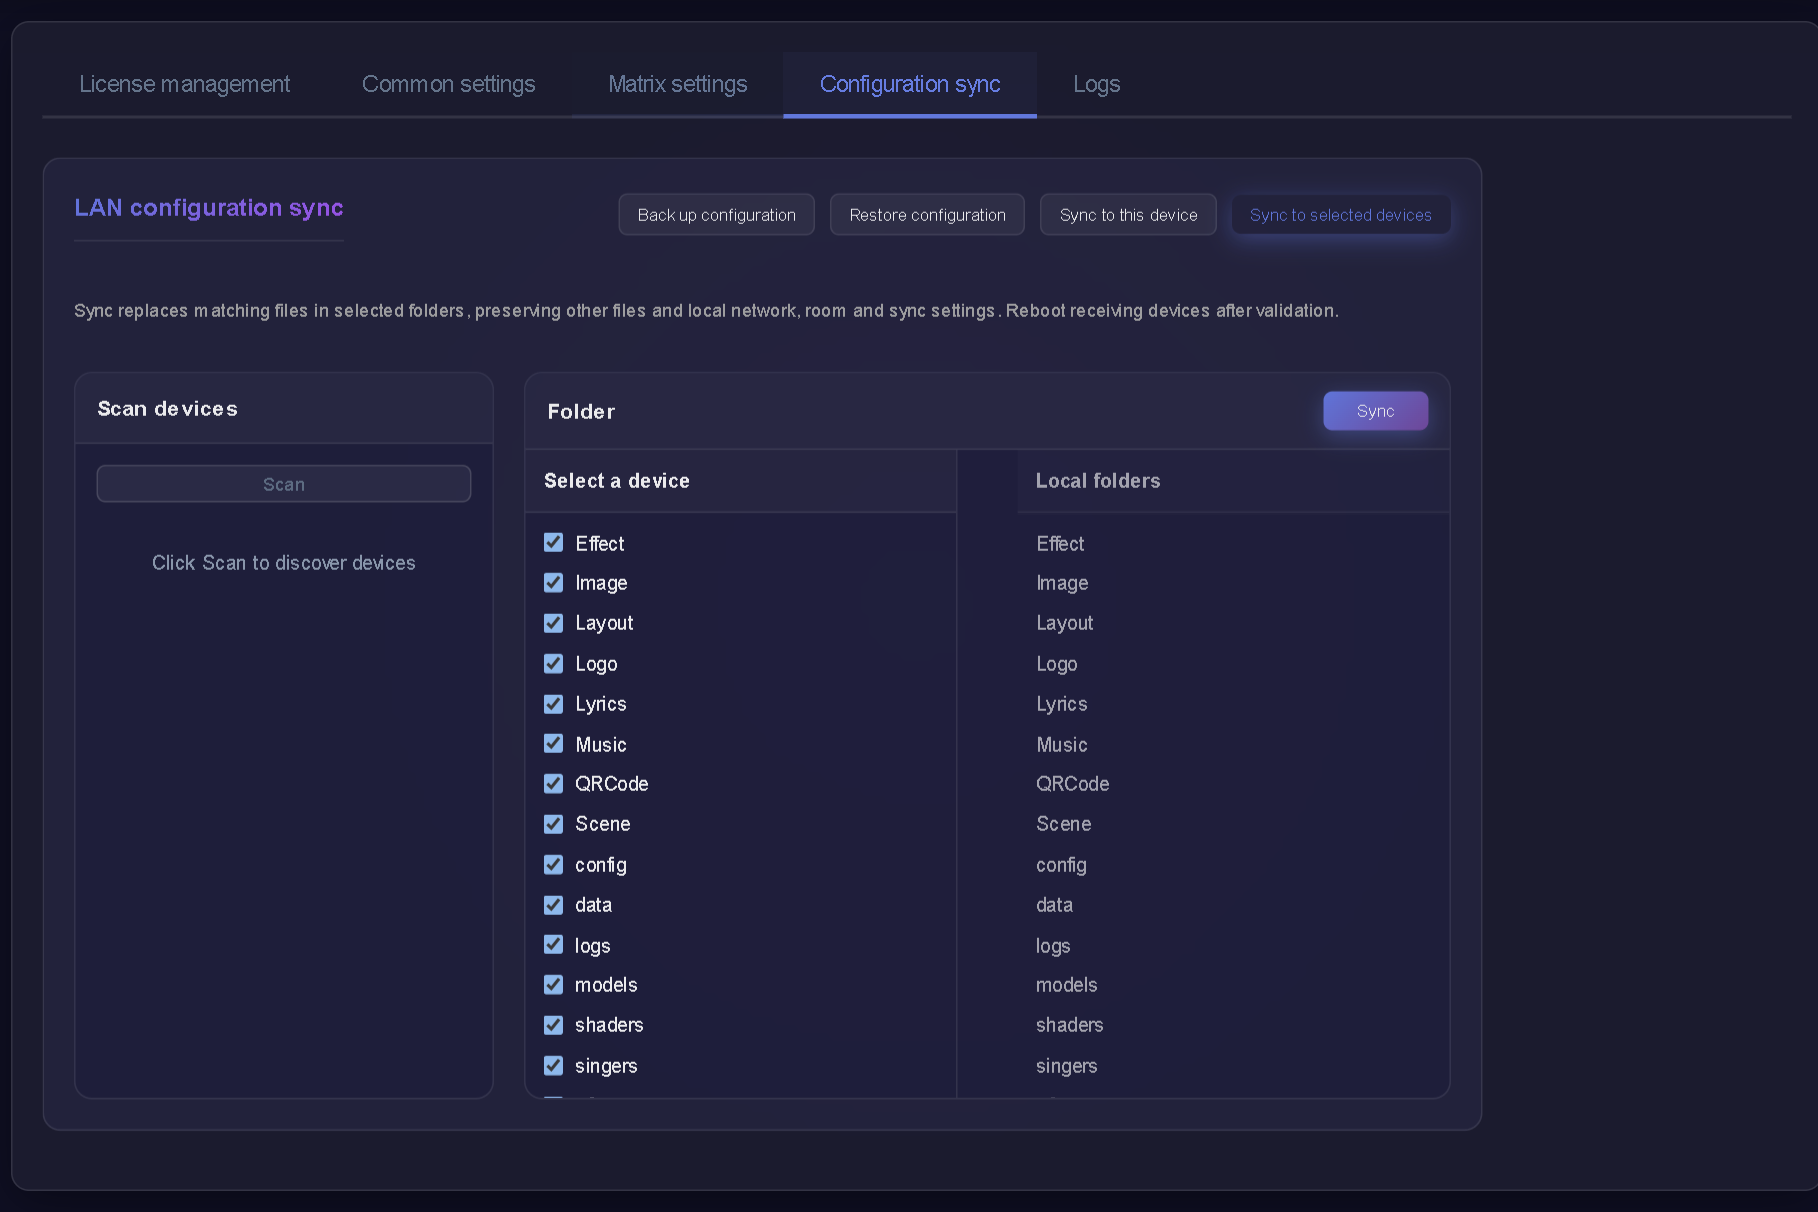 License management
Common settings
Matrix settings
Configuration sync
Logs
LAN configuration sync
Back up configuration
Restore configuration
Sync to this device
Sync to selected devices
Sync replaces matching files in selected folders, preserving other files and local network, room and sync settings. Reboot receiving devices after validation.
Scan devices
Scan
Click Scan to discover devices
Folder
Sync
Select a device
Effect
Image
Layout
Logo
Lyrics
Music
QRCode
Scene
config
data
logs
models
shaders
singers
Local folders
Effect
Image
Layout
Logo
Lyrics
Music
QRCode
Scene
config
data
logs
models
shaders
singers